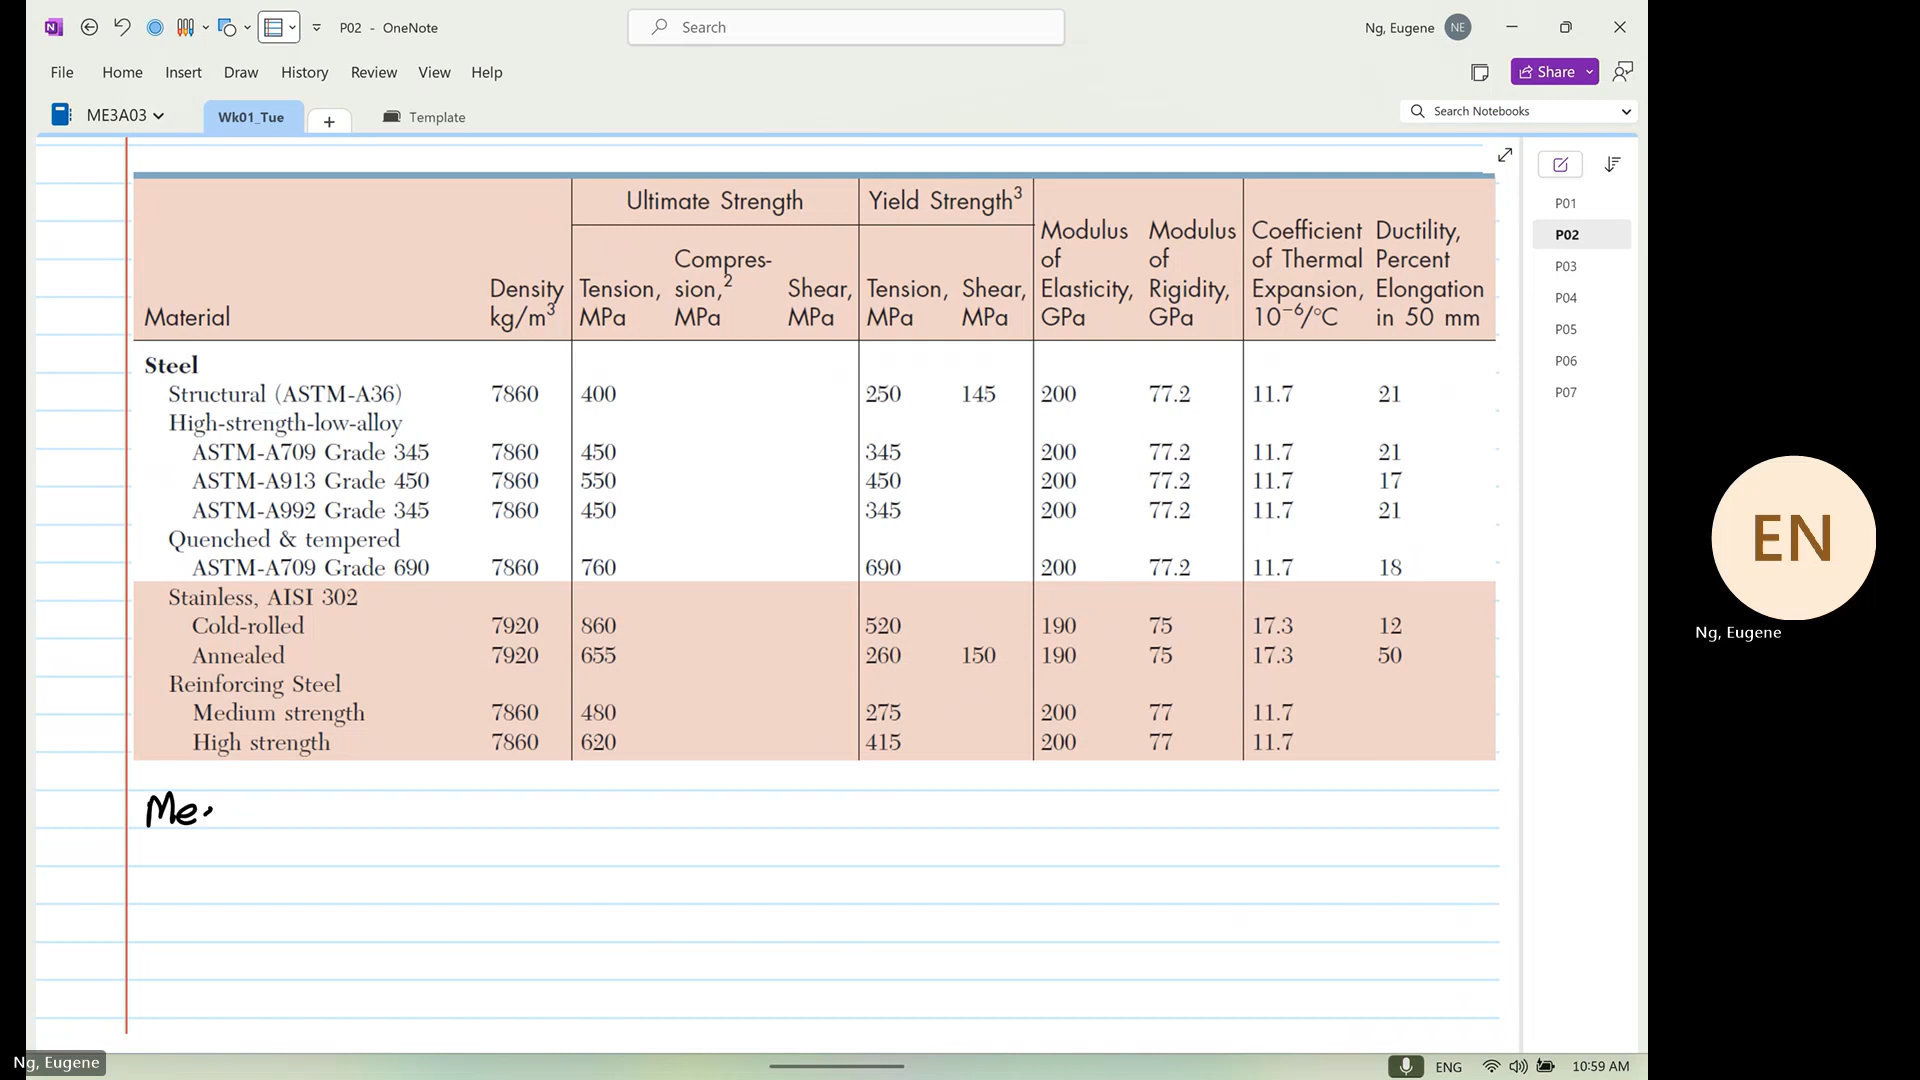 P02 - OneNote
Search
Ng, Eugene NE
File Home Insert Draw History Review View Help
Share
ME3A03 Wk01_Tue + Template
Search Notebooks
Ultimate Strength Yield Strength³
Material Density kg/m³ Tension, MPa Compres-sion,² MPa Shear, MPa Tension, MPa Shear, MPa Modulus of Elasticity, GPa Modulus of Rigidity, GPa Coefficient of Thermal Expansion, 10⁻⁶/°C Ductility, Percent Elongation in 50 mm
Steel
Structural (ASTM-A36) 7860 400 250 145 200 77.2 11.7 21
High-strength-low-alloy
ASTM-A709 Grade 345 7860 450 345 200 77.2 11.7 21
ASTM-A913 Grade 450 7860 550 450 200 77.2 11.7 17
ASTM-A992 Grade 345 7860 450 345 200 77.2 11.7 21
Quenched & tempered
ASTM-A709 Grade 690 7860 760 690 200 77.2 11.7 18
Stainless, AISI 302
Cold-rolled 7920 860 520 190 75 17.3 12
Annealed 7920 655 260 150 190 75 17.3 50
Reinforcing Steel
Medium strength 7860 480 275 200 77 11.7
High strength 7860 620 415 200 77 11.7
Me.
P01
P02
P03
P04
P05
P06
P07
EN
Ng, Eugene
Ng, Eugene
ENG 10:59 AM